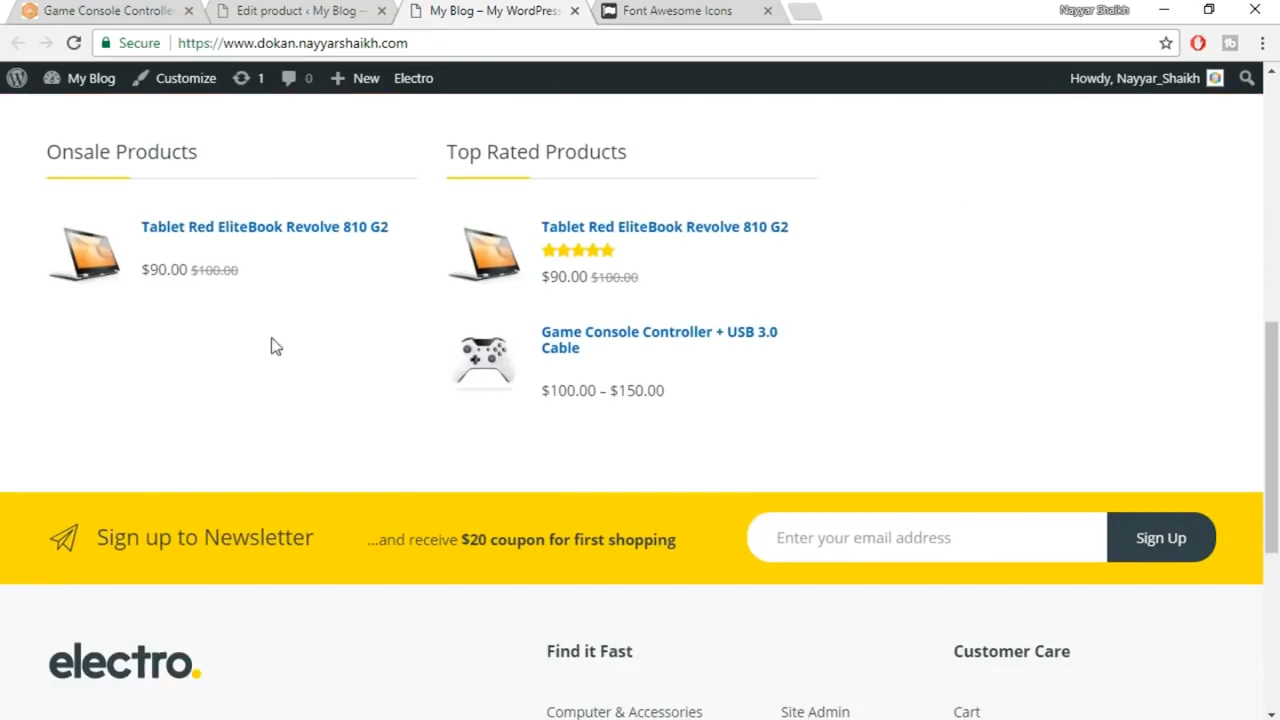 Game Console Controlle
Edit product ‹ My Blog –
My Blog – My WordPres
Font Awesome Icons
Nayyar Shaikh
Secure
https://www.dokan.nayyarshaikh.com
My Blog
Customize
1
0
New
Electro
Howdy, Nayyar_Shaikh
Onsale Products
Top Rated Products
Tablet Red EliteBook Revolve 810 G2
$90.00 $100.00
Tablet Red EliteBook Revolve 810 G2
$90.00 $100.00
Game Console Controller + USB 3.0
Cable
$100.00 – $150.00
Sign up to Newsletter
...and receive $20 coupon for first shopping
Enter your email address
Sign Up
electro.
Find it Fast
Customer Care
Computer & Accessories
Site Admin
Cart